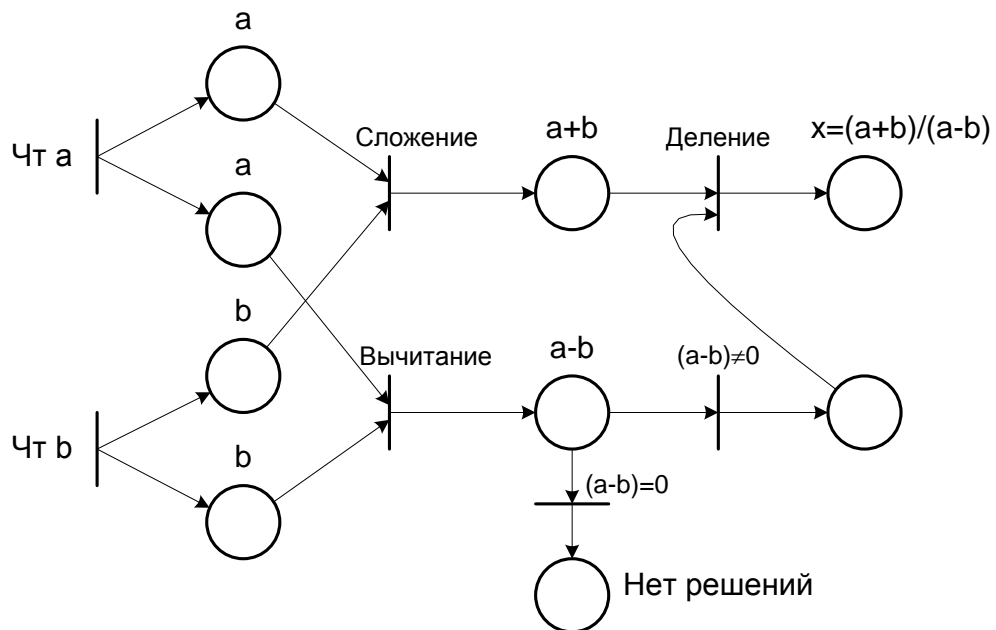 a
Чт a
a
Сложение
a+b
Деление
x=(a+b)/(a-b)
b
Вычитание
a-b
(a-b)≠0
Чт b
b
(a-b)=0
Нет решений